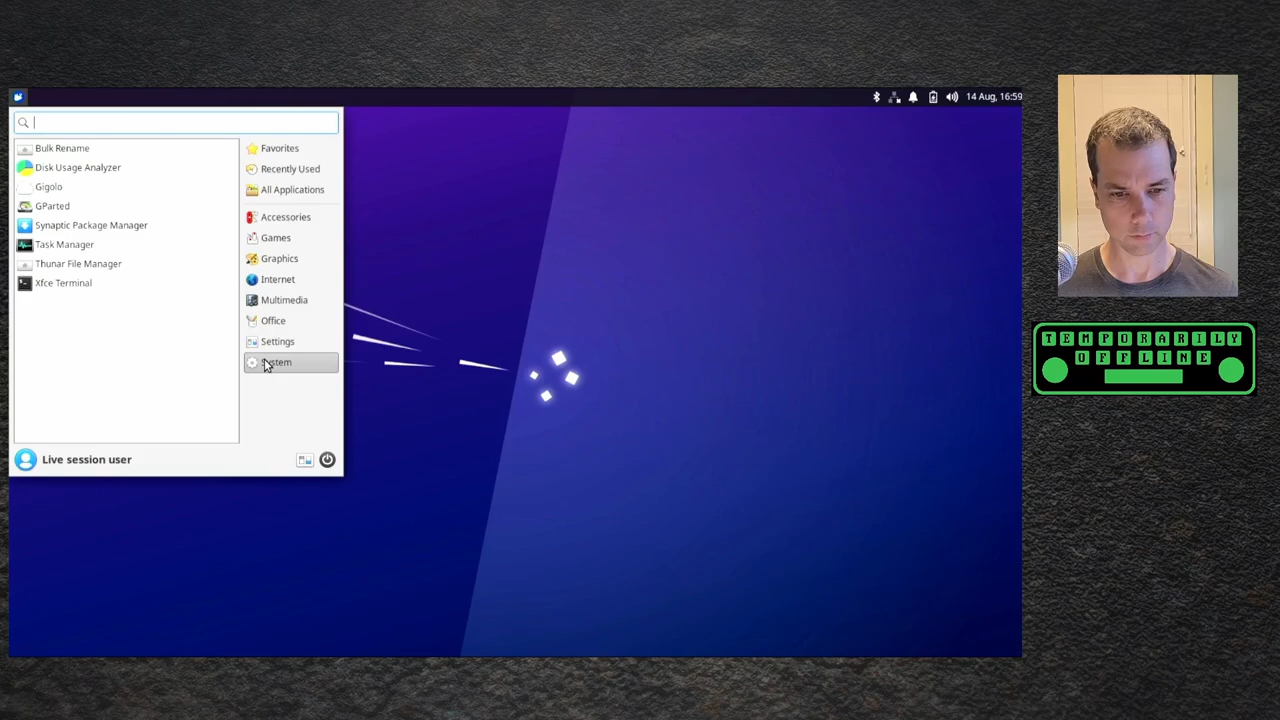 14 Aug, 16:59
Bulk Rename
Disk Usage Analyzer
Gigolo
GParted
Synaptic Package Manager
Task Manager
Thunar File Manager
Xfce Terminal
Favorites
Recently Used
All Applications
Accessories
Games
Graphics
Internet
Multimedia
Office
Settings
System
Live session user
TEMPORARILY
OFFLINE